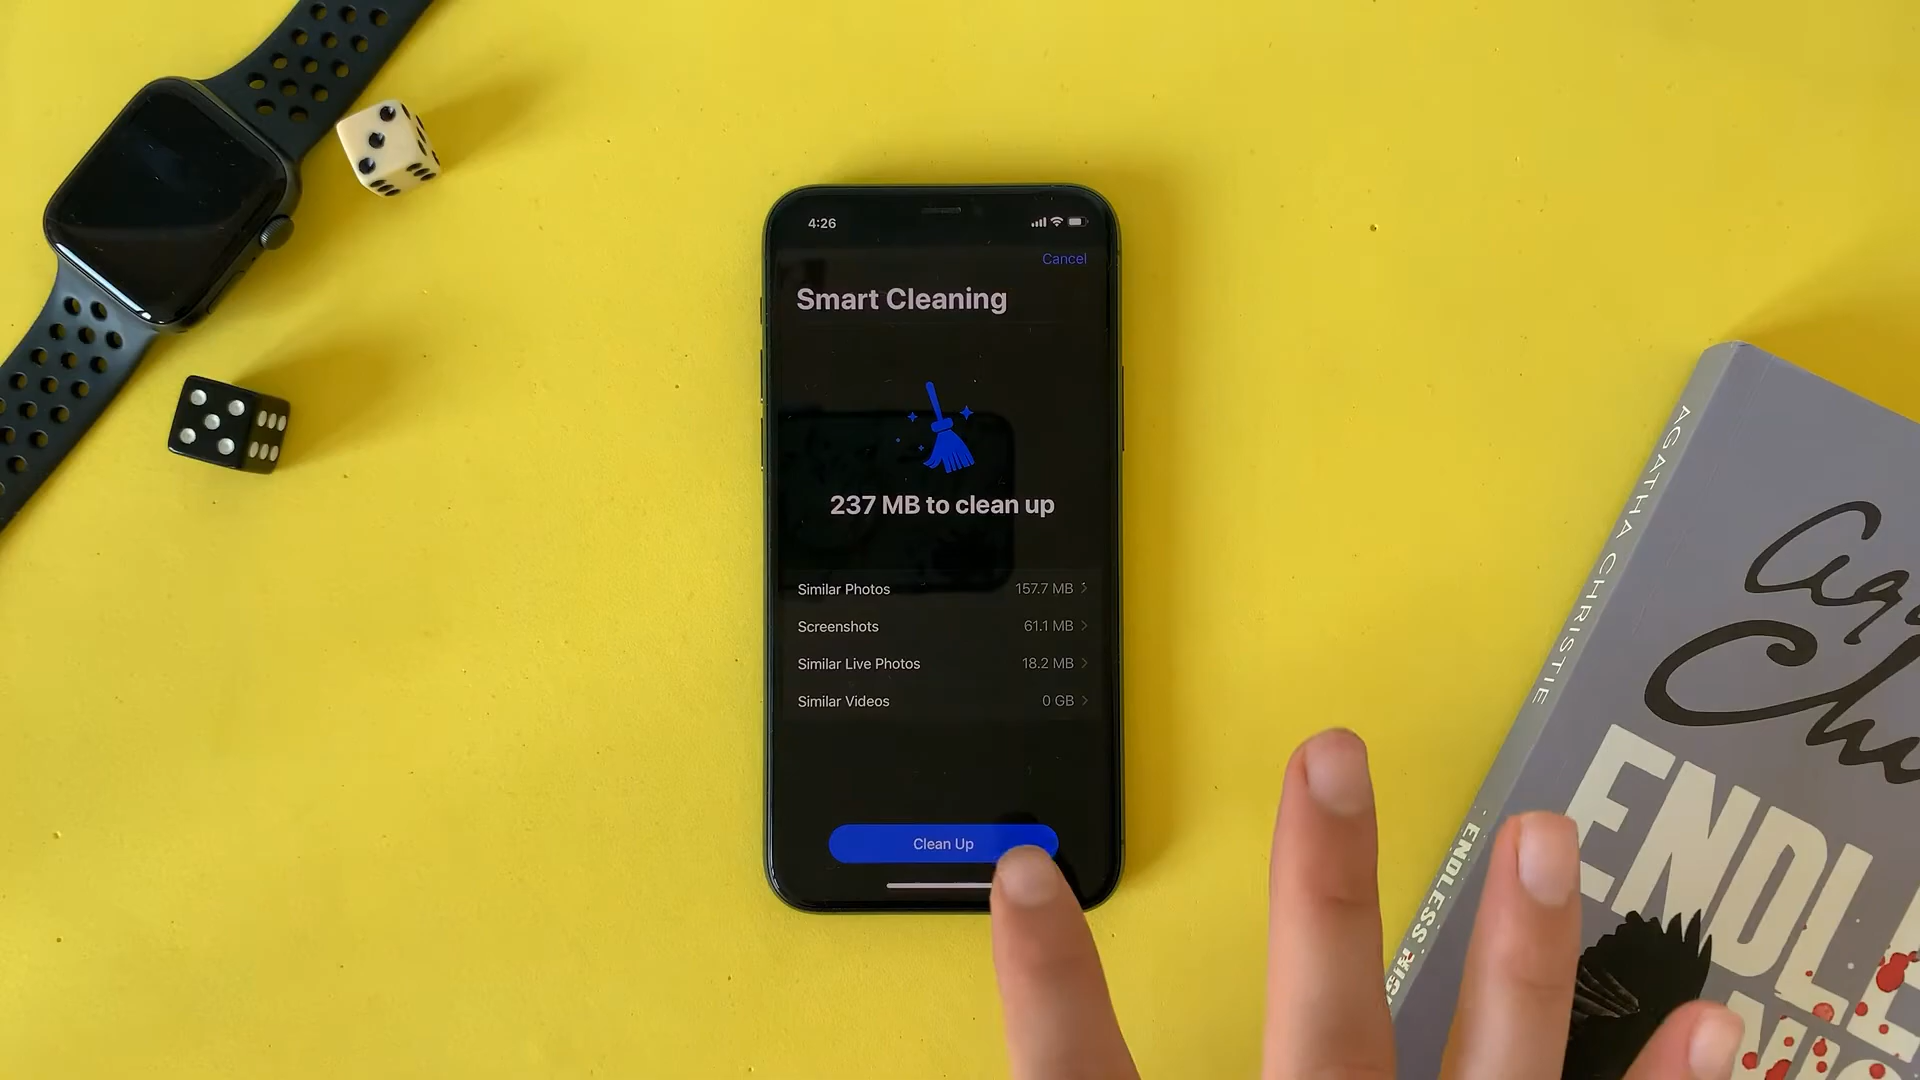 4:26
Cancel
Smart Cleaning
237 MB to clean up
Similar Photos 157.7 MB
Screenshots 61.1 MB
Similar Live Photos 18.2 MB
Similar Videos 0 GB
Clean Up
AGATHA CHRISTIE
ENDLESS